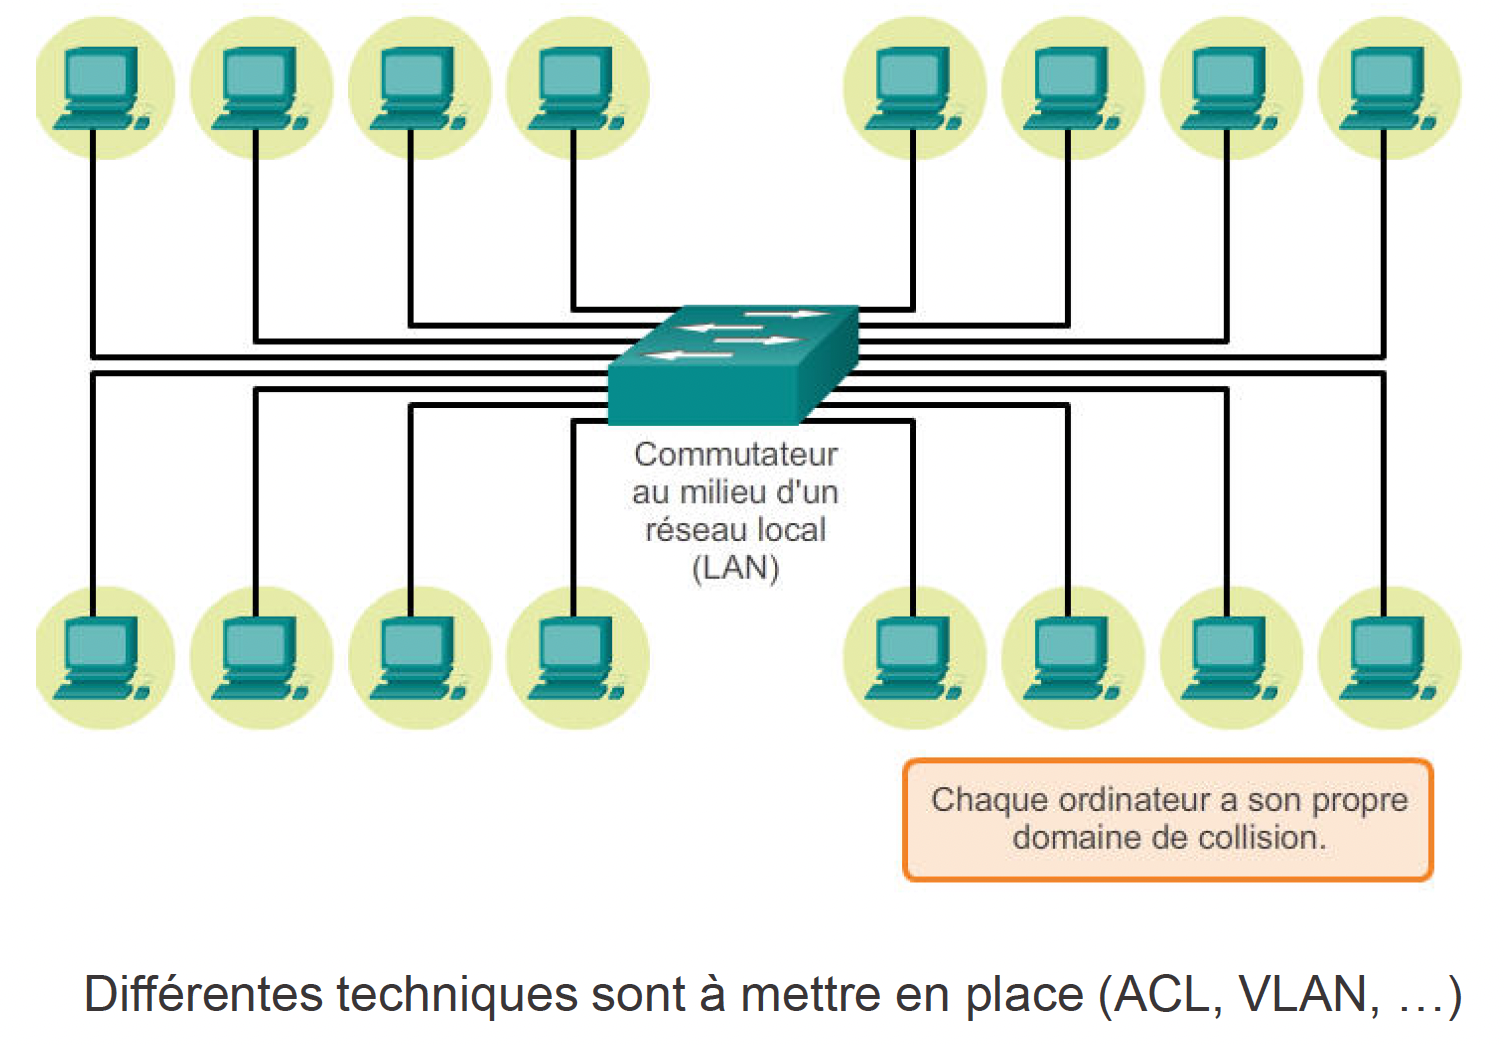 Commutateur
au milieu d'un
réseau local
(LAN)
Chaque ordinateur a son propre
domaine de collision.
Différentes techniques sont à mettre en place (ACL, VLAN, …)